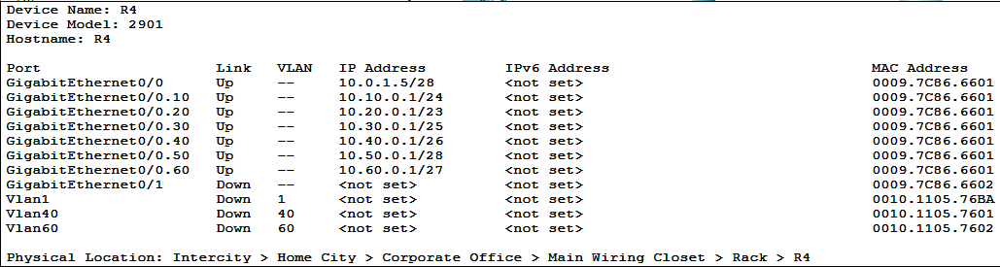 Device Name: R4
Device Model: 2901
Hostname: R4
Port Link VLAN IP Address IPv6 Address MAC Address
GigabitEthernet0/0 Up -- 10.0.1.5/28 <not set> 0009.7C86.6601
GigabitEthernet0/0.10 Up -- 10.10.0.1/24 <not set> 0009.7C86.6601
GigabitEthernet0/0.20 Up -- 10.20.0.1/23 <not set> 0009.7C86.6601
GigabitEthernet0/0.30 Up -- 10.30.0.1/25 <not set> 0009.7C86.6601
GigabitEthernet0/0.40 Up -- 10.40.0.1/26 <not set> 0009.7C86.6601
GigabitEthernet0/0.50 Up -- 10.50.0.1/28 <not set> 0009.7C86.6601
GigabitEthernet0/0.60 Up -- 10.60.0.1/27 <not set> 0009.7C86.6601
GigabitEthernet0/1 Down -- <not set> <not set> 0009.7C86.6602
Vlan1 Down 1 <not set> <not set> 0010.1105.76BA
Vlan40 Down 40 <not set> <not set> 0010.1105.7601
Vlan60 Down 60 <not set> <not set> 0010.1105.7602
Physical Location: Intercity > Home City > Corporate Office > Main Wiring Closet > Rack > R4